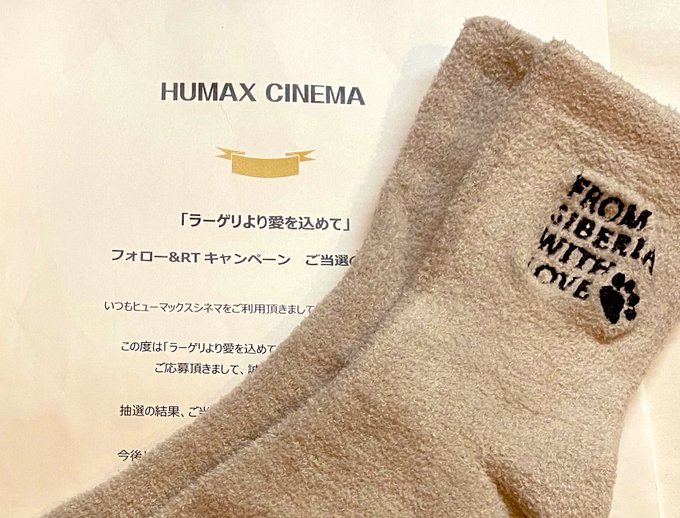 HUMAX CINEMA
「ラーゲリより愛を込めて」
フォロー&RTキャンペーン ご当選の
いつもヒューマックスシネマをご利用頂きまして
この度は「ラーゲリより愛を込めて
ご応募頂きまして、誠
抽選の結果、ご当
今後
FROM
SIBERIA
WITH
LOVE